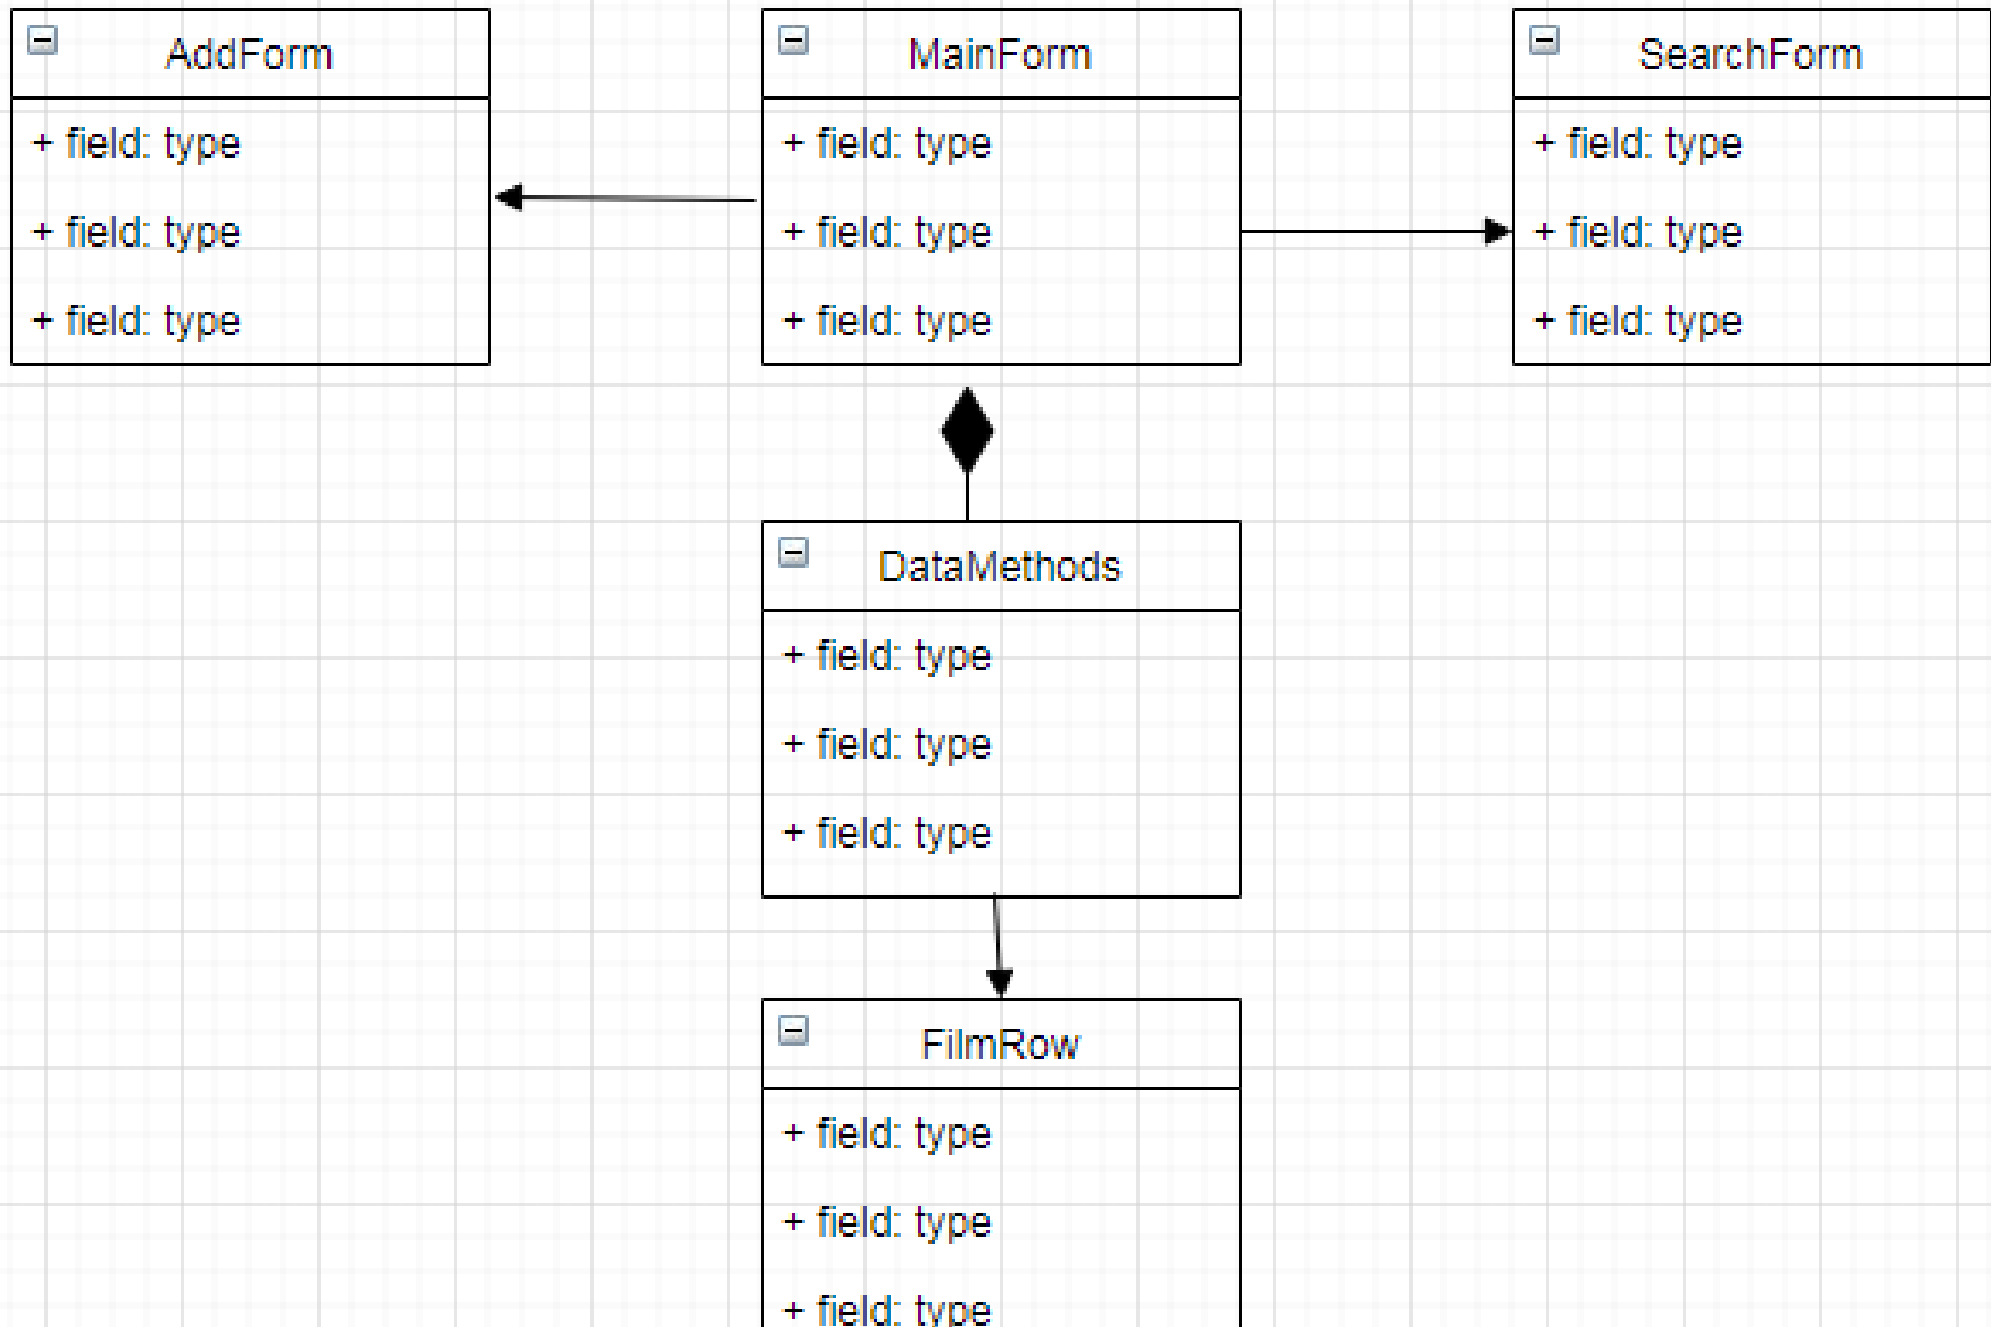 AddForm
+ field: type
+ field: type
+ field: type
MainForm
+ field: type
+ field: type
+ field: type
SearchForm
+ field: type
+ field: type
+ field: type
DataMethods
+ field: type
+ field: type
+ field: type
FilmRow
+ field: type
+ field: type
+ field: type